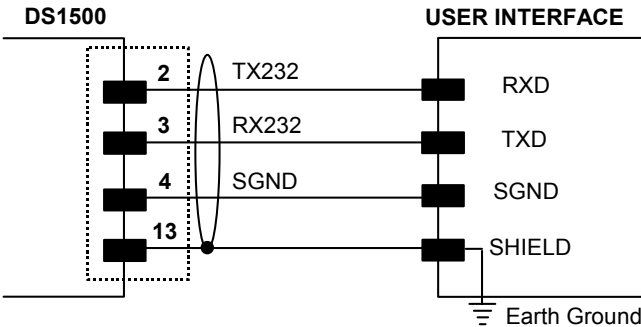 DS1500 USER INTERFACE
2 TX232 RXD
3 RX232 TXD
4 SGND SGND
13 SHIELD
Earth Ground